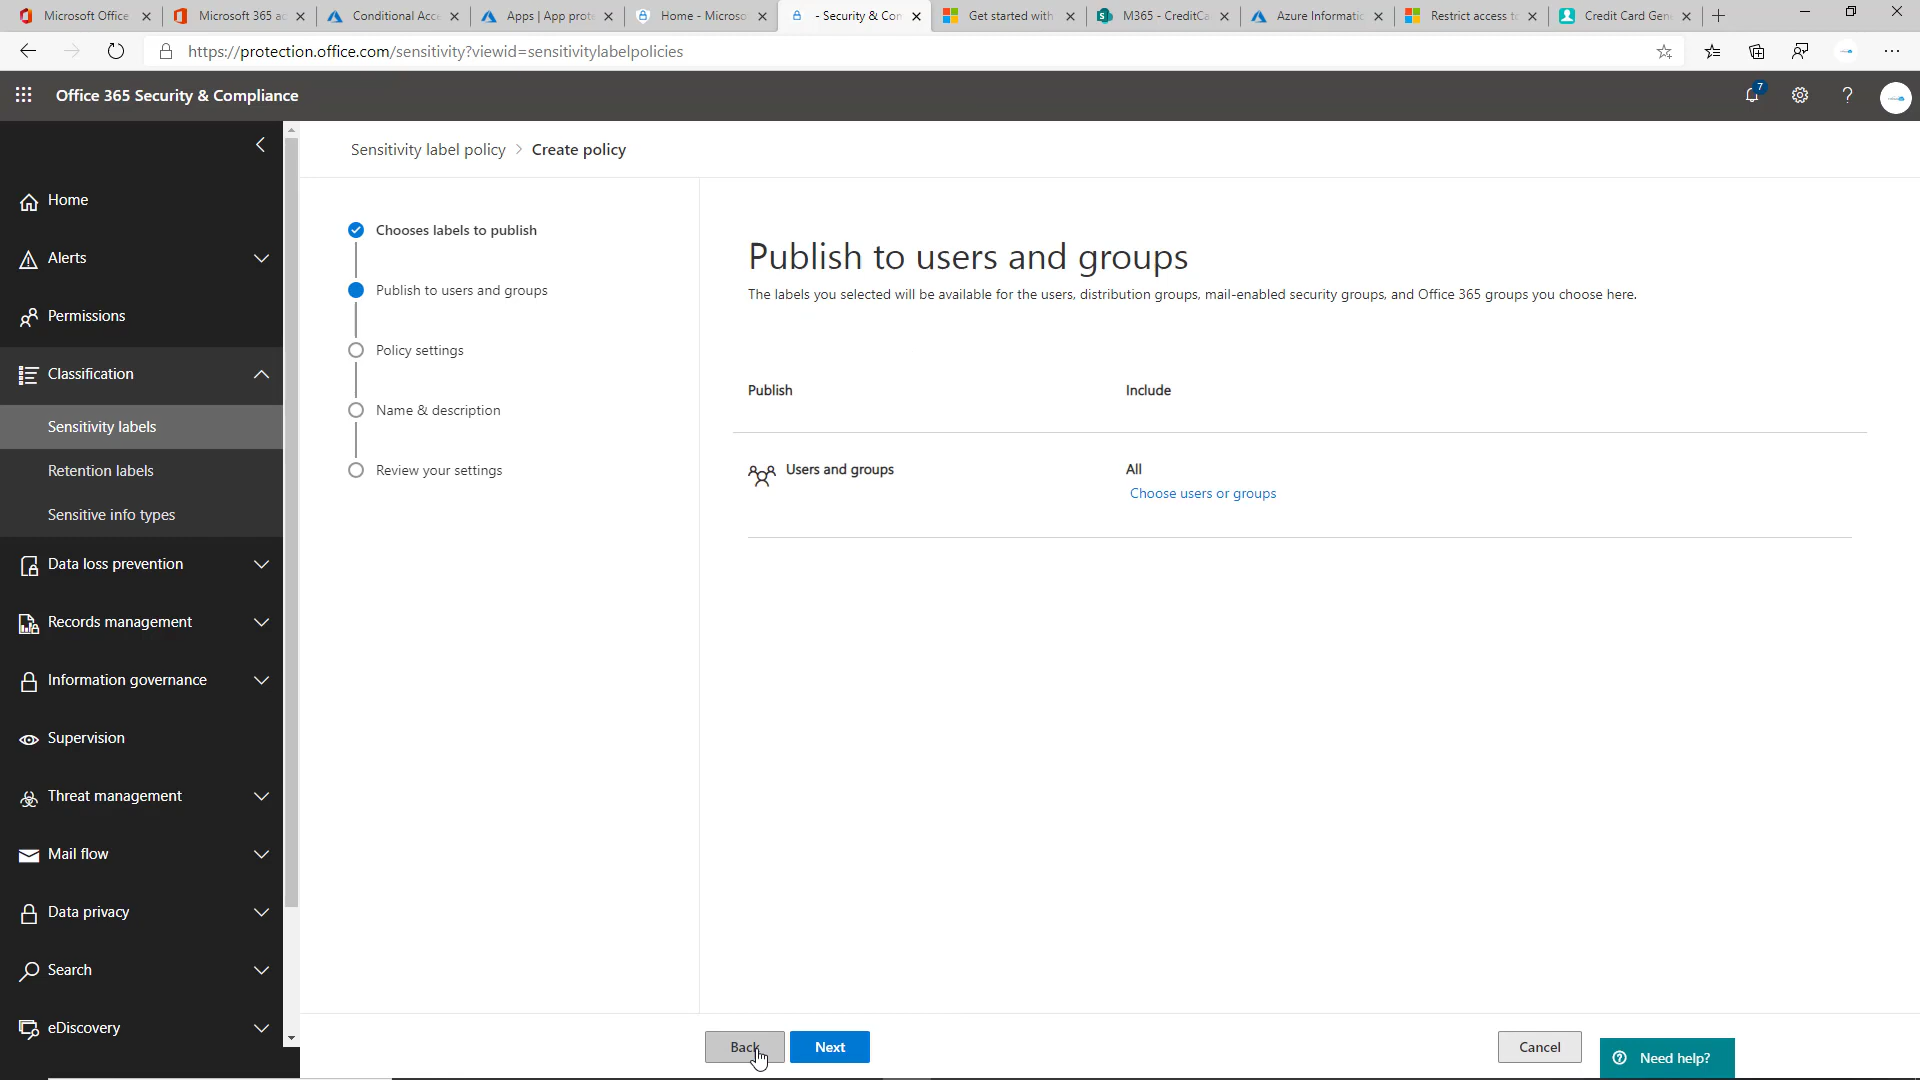 Microsoft Office
Microsoft 365 a
Conditional Acc
Apps | App prot
Home - Microso
- Security & Con
Get started with
M365 - CreditCa
Azure Informatic
Restrict access t
Credit Card Gen
https://protection.office.com/sensitivity?viewid=sensitivitylabelpolicies
Office 365 Security & Compliance
7
Sensitivity label policy > Create policy
Home
Alerts
Permissions
Classification
Sensitivity labels
Retention labels
Sensitive info types
Data loss prevention
Records management
Information governance
Supervision
Threat management
Mail flow
Data privacy
Search
eDiscovery
Chooses labels to publish
Publish to users and groups
Policy settings
Name & description
Review your settings
Publish to users and groups
The labels you selected will be available for the users, distribution groups, mail-enabled security groups, and Office 365 groups you choose here.
Publish Include
Users and groups All
Choose users or groups
Back Next Cancel
Need help?